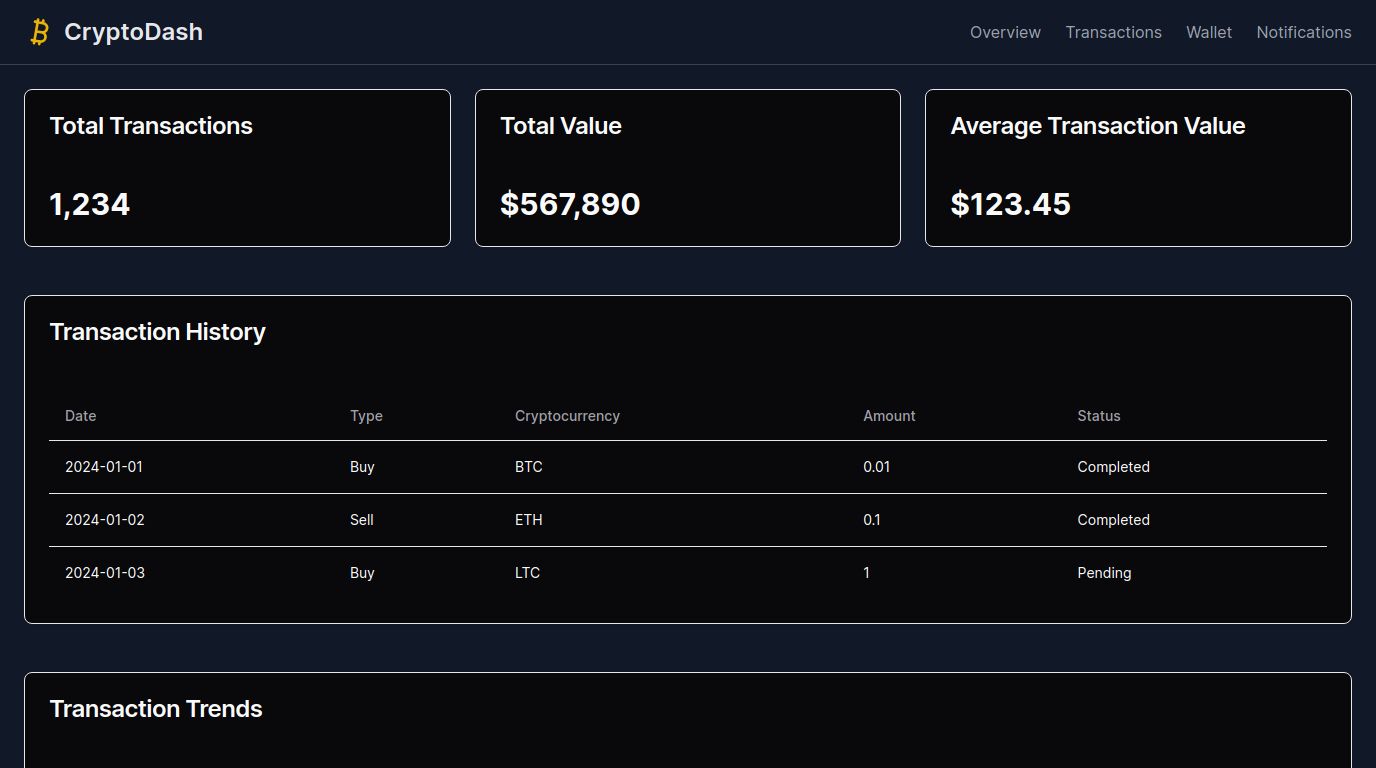 CryptoDash
Overview Transactions Wallet Notifications
Total Transactions
1,234
Total Value
$567,890
Average Transaction Value
$123.45
Transaction History
Date Type Cryptocurrency Amount Status
2024-01-01 Buy BTC 0.01 Completed
2024-01-02 Sell ETH 0.1 Completed
2024-01-03 Buy LTC 1 Pending
Transaction Trends